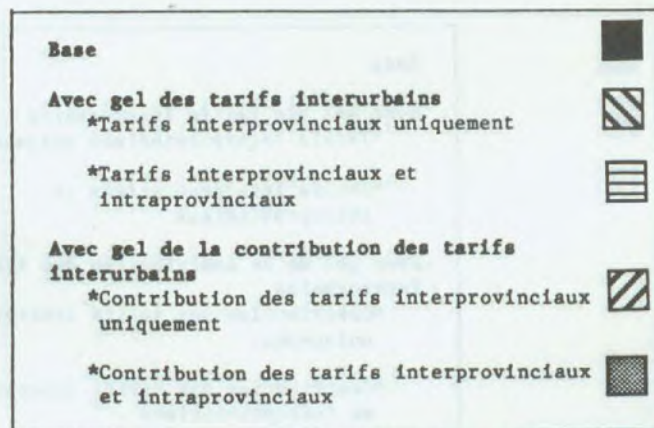 Base
Avec gel des tarifs interurbains
*Tarifs interprovinciaux uniquement
*Tarifs interprovinciaux et
intraprovinciaux
Avec gel de la contribution des tarifs
interurbains
*Contribution des tarifs interprovinciaux
uniquement
*Contribution des tarifs interprovinciaux
et intraprovinciaux